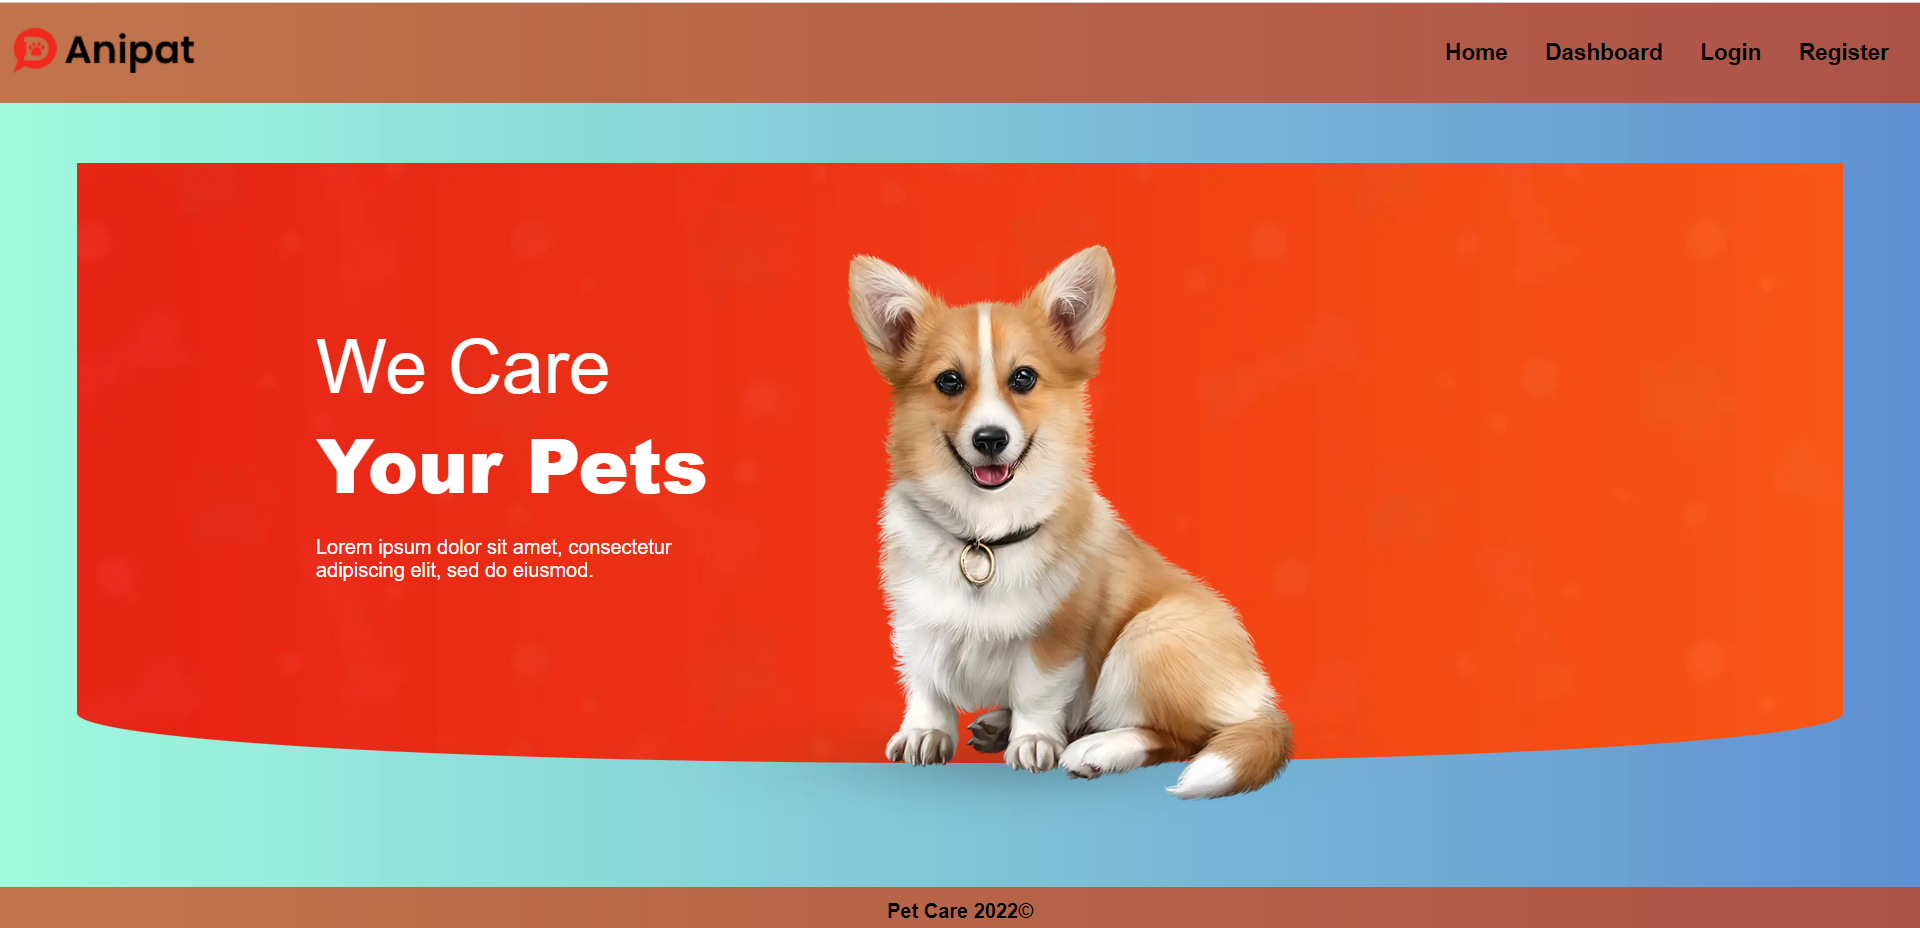 Anipat
Home Dashboard Login Register
We Care
Your Pets
Lorem ipsum dolor sit amet, consectetur
adipiscing elit, sed do eiusmod.
Pet Care 2022©